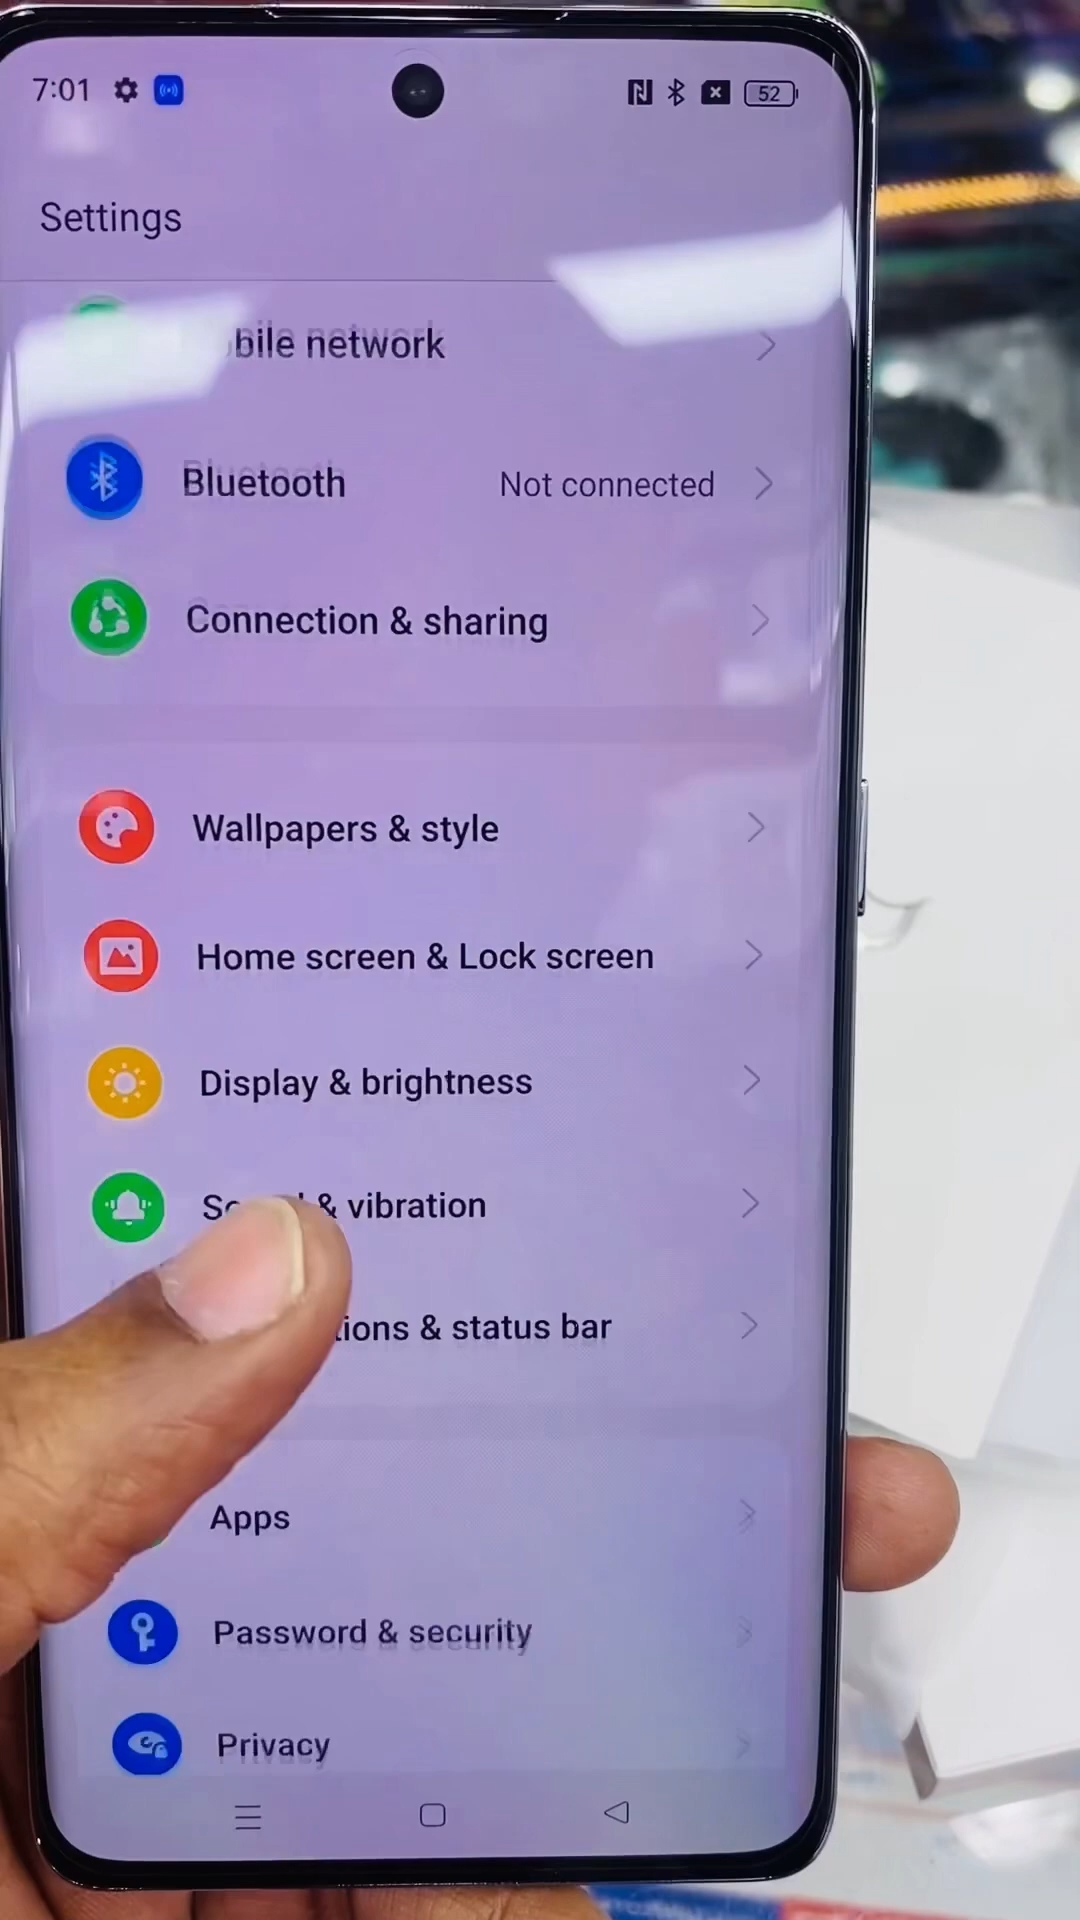 7:01
52
Settings
bile network
Bluetooth Not connected
Connection & sharing
Wallpapers & style
Home screen & Lock screen
Display & brightness
& vibration
tions & status bar
Apps
Password & security
Privacy